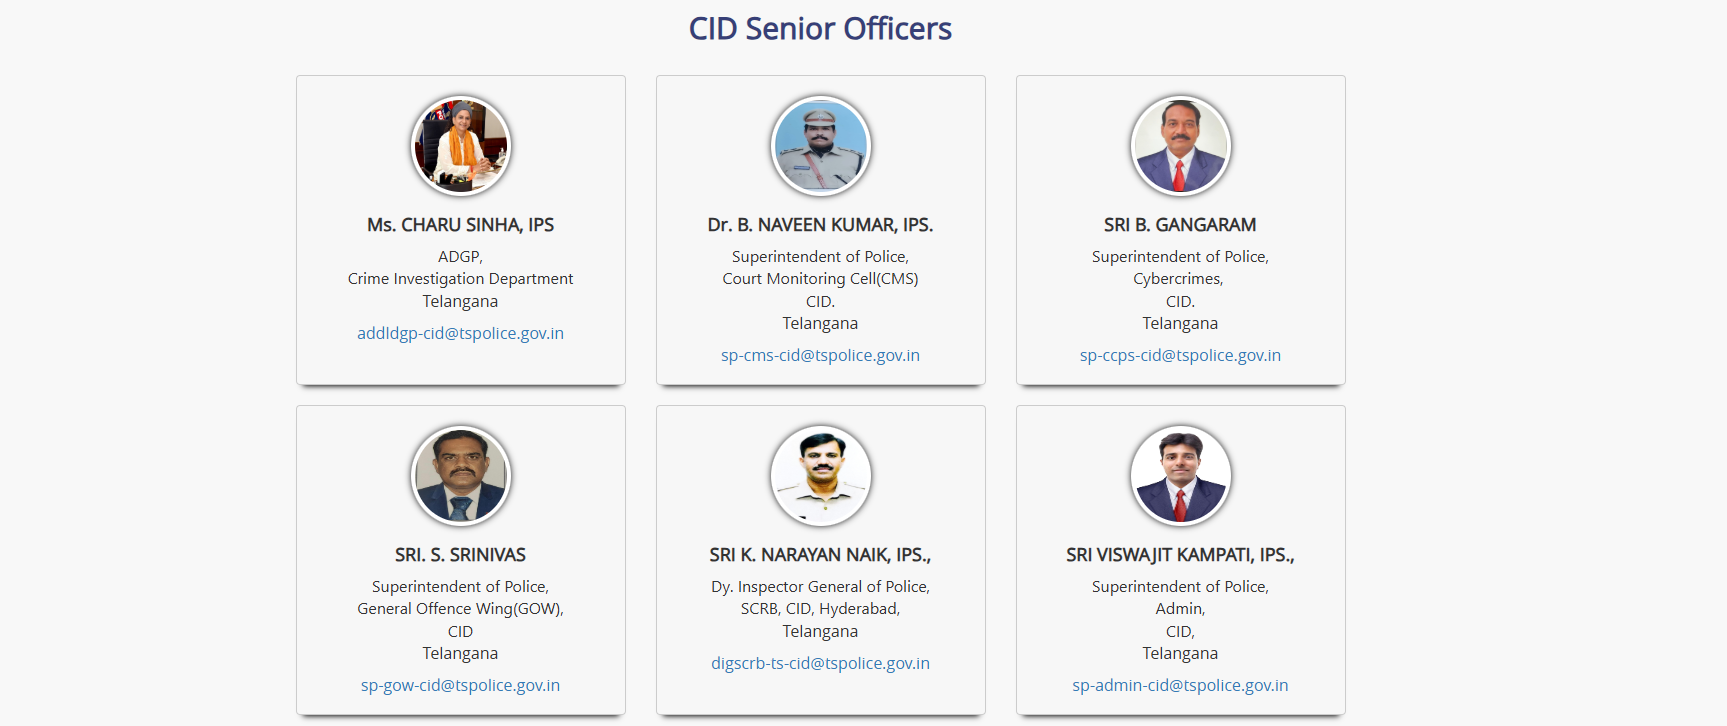 CID Senior Officers
Ms. CHARU SINHA, IPS
ADGP,
Crime Investigation Department
Telangana
addldgp-cid@tspolice.gov.in
Dr. B. NAVEEN KUMAR, IPS.
Superintendent of Police,
Court Monitoring Cell(CMS)
CID.
Telangana
sp-cms-cid@tspolice.gov.in
SRI B. GANGARAM
Superintendent of Police,
Cybercrimes,
CID.
Telangana
sp-ccps-cid@tspolice.gov.in
SRI. S. SRINIVAS
Superintendent of Police,
General Offence Wing(GOW),
CID
Telangana
sp-gow-cid@tspolice.gov.in
SRI K. NARAYAN NAIK, IPS.,
Dy. Inspector General of Police,
SCRB, CID, Hyderabad,
Telangana
digscrb-ts-cid@tspolice.gov.in
SRI VISWAJIT KAMPATI, IPS.,
Superintendent of Police,
Admin,
CID,
Telangana
sp-admin-cid@tspolice.gov.in